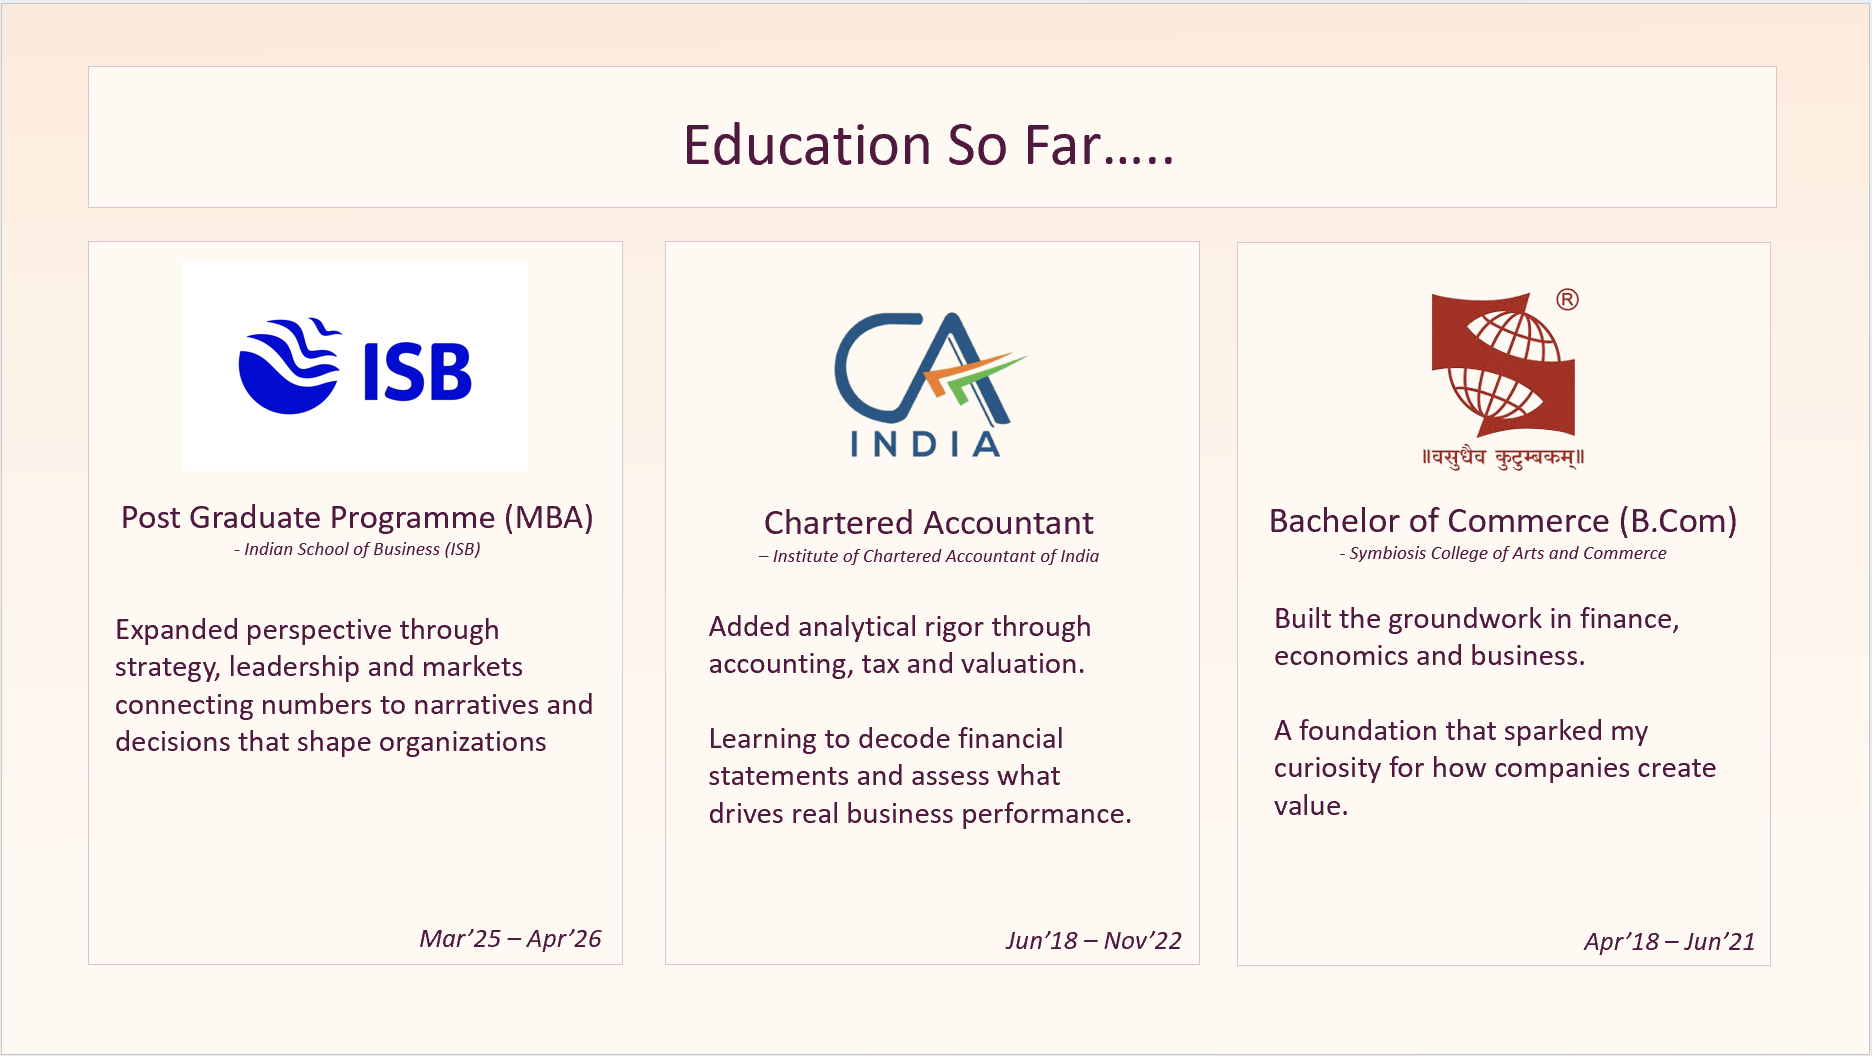 Education So Far…..
ISB
Post Graduate Programme (MBA)
- Indian School of Business (ISB)
Expanded perspective through
strategy, leadership and markets
connecting numbers to narratives and
decisions that shape organizations
Mar’25 – Apr’26
CA
INDIA
Chartered Accountant
– Institute of Chartered Accountant of India
Added analytical rigor through
accounting, tax and valuation.
Learning to decode financial
statements and assess what
drives real business performance.
Jun’18 – Nov’22
®
॥वसुधैव कुटुम्बकम्॥
Bachelor of Commerce (B.Com)
- Symbiosis College of Arts and Commerce
Built the groundwork in finance,
economics and business.
A foundation that sparked my
curiosity for how companies create
value.
Apr’18 – Jun’21